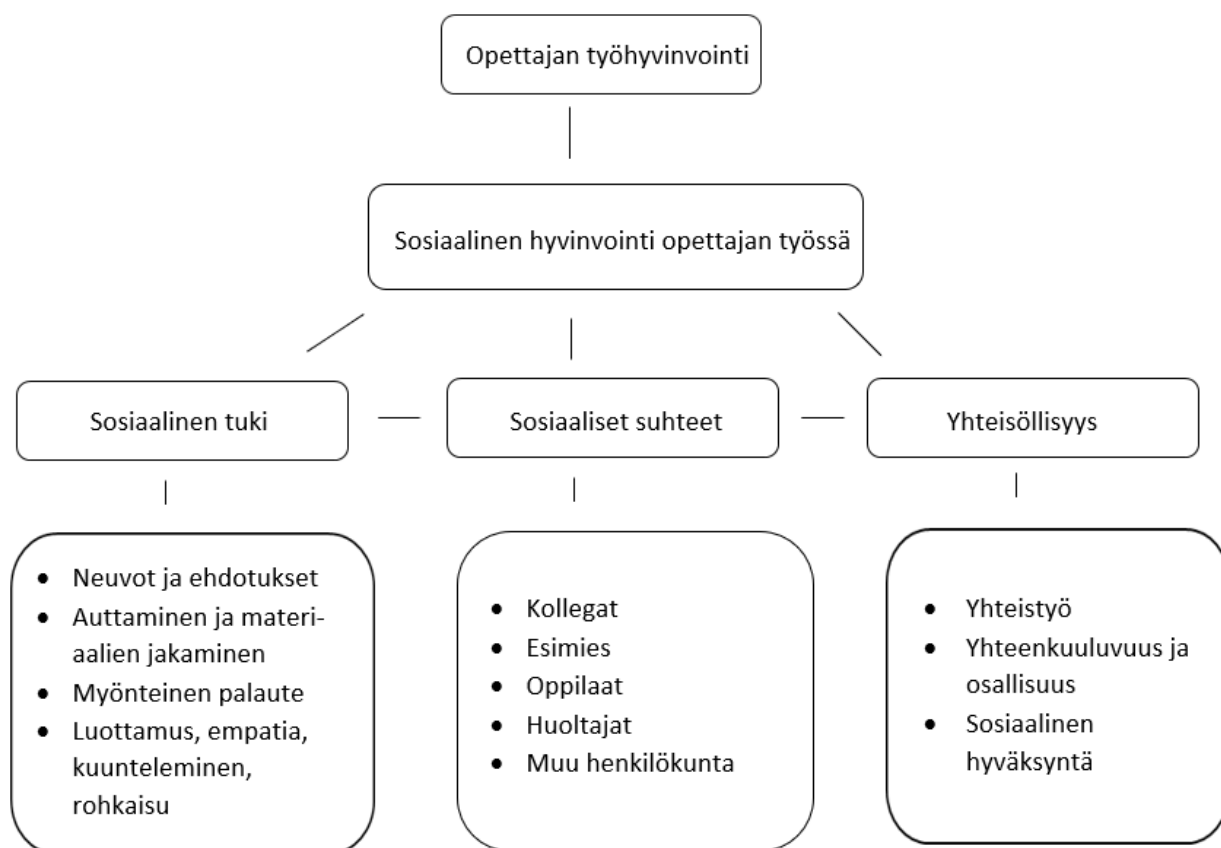 Opettajan työhyvinvointi
Sosiaalinen hyvinvointi opettajan työssä
Sosiaalinen tuki
Sosiaaliset suhteet
Yhteisöllisyys
• Neuvot ja ehdotukset
• Auttaminen ja materi-
aalien jakaminen
• Myönteinen palaute
• Luottamus, empatia,
kuunteleminen,
rohkaisu
• Kollegat
• Esimies
• Oppilaat
• Huoltajat
• Muu henkilökunta
• Yhteistyö
• Yhteenkuuluvuus ja
osallisuus
• Sosiaalinen
hyväksyntä